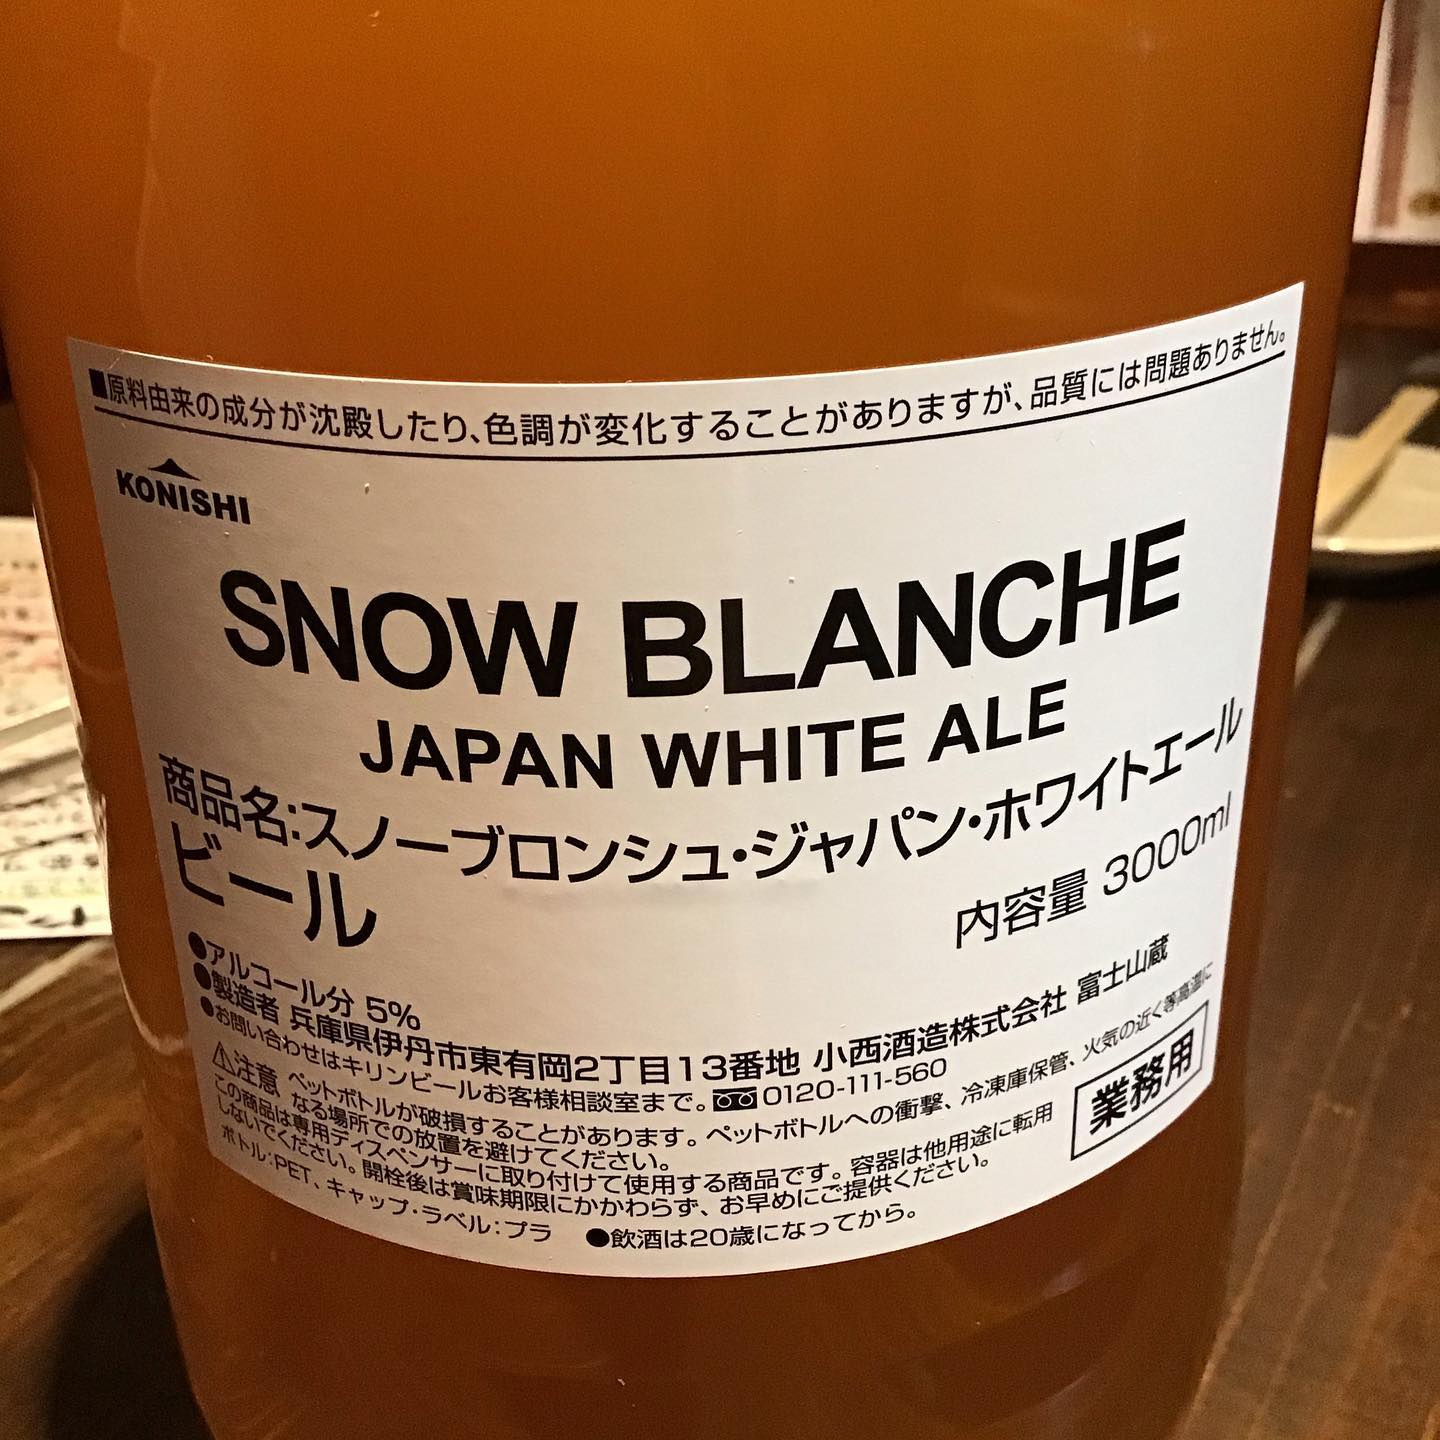 ■原料由来の成分が沈殿したり、色調が変化することがありますが、品質には問題ありません。
KONISHI
SNOW BLANCHE
JAPAN WHITE ALE
商品名:スノーブロンシュ・ジャパン・ホワイトエール
ビール
内容量 3000ml
●アルコール分 5%
●製造者 兵庫県伊丹市東有岡2丁目13番地 小西酒造株式会社 富士山蔵
●お問い合わせはキリンビールお客様相談室まで。 0120-111-560
⚠注意 ペットボトルが破損することがあります。ペットボトルへの衝撃、冷凍庫保管、火気の近く等高温に
なる場所での放置を避けてください。
この商品は専用ディスペンサーに取り付けて使用する商品です。容器は他用途に転用
しないでください。開栓後は賞味期限にかかわらず、お早めにご提供ください。
業務用
ボトル:PET、キャップ・ラベル:プラ ●飲酒は20歳になってから。